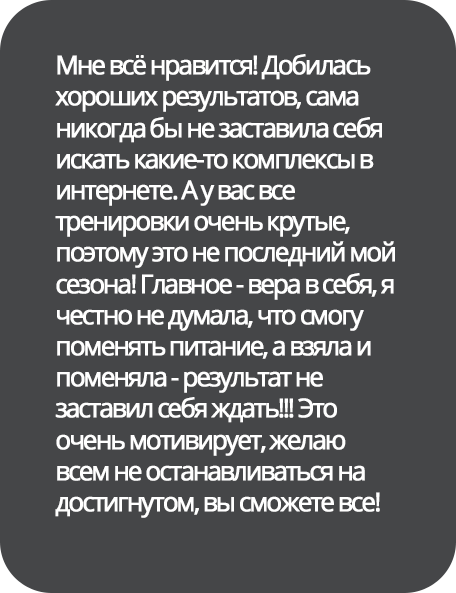 Мне всё нравится! Добилась
хороших результатов, сама
никогда бы не заставила себя
искать какие-то комплексы в
интернете. А у вас все
тренировки очень крутые,
поэтому это не последний мой
сезона! Главное - вера в себя, я
честно не думала, что смогу
поменять питание, а взяла и
поменяла - результат не
заставил себя ждать!!! Это
очень мотивирует, желаю
всем не останавливаться на
достигнутом, вы сможете все!